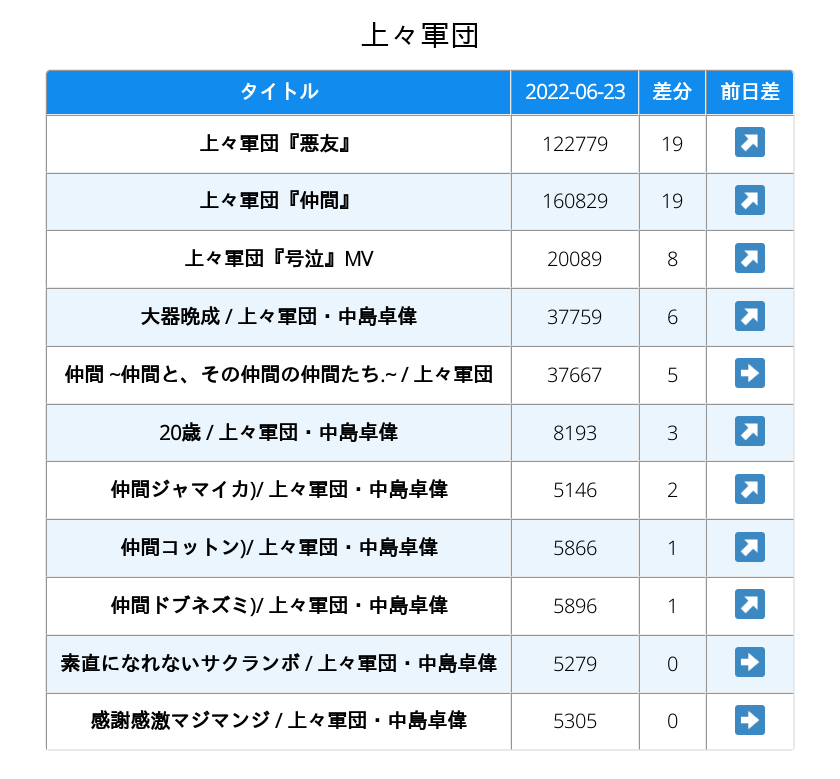 上々軍団
タイトル 2022-06-23 差分 前日差
上々軍団『悪友』 122779 19 ↗
上々軍団『仲間』 160829 19 ↗
上々軍団『号泣』MV 20089 8 ↗
大器晩成 / 上々軍団・中島卓偉 37759 6 ↗
仲間 ~仲間と、その仲間の仲間たち.~ / 上々軍団 37667 5 ➡
20歳 / 上々軍団・中島卓偉 8193 3 ↗
仲間ジャマイカ)/ 上々軍団・中島卓偉 5146 2 ↗
仲間コットン)/ 上々軍団・中島卓偉 5866 1 ↗
仲間ドブネズミ)/ 上々軍団・中島卓偉 5896 1 ↗
素直になれないサクランボ / 上々軍団・中島卓偉 5279 0 ➡
感謝感激マジマンジ / 上々軍団・中島卓偉 5305 0 ➡